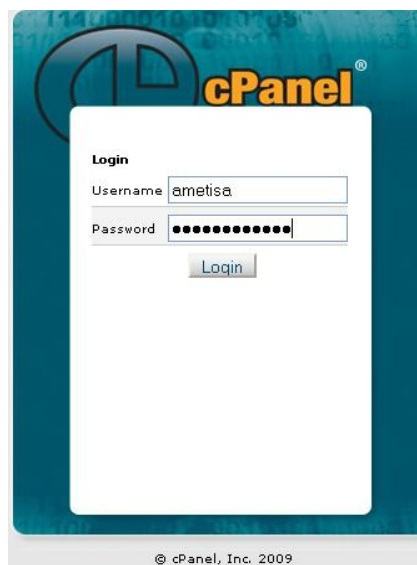 cPanel®
Login
Username ametisa
Password ●●●●●●●●●●●●
Login
© cPanel, Inc. 2009